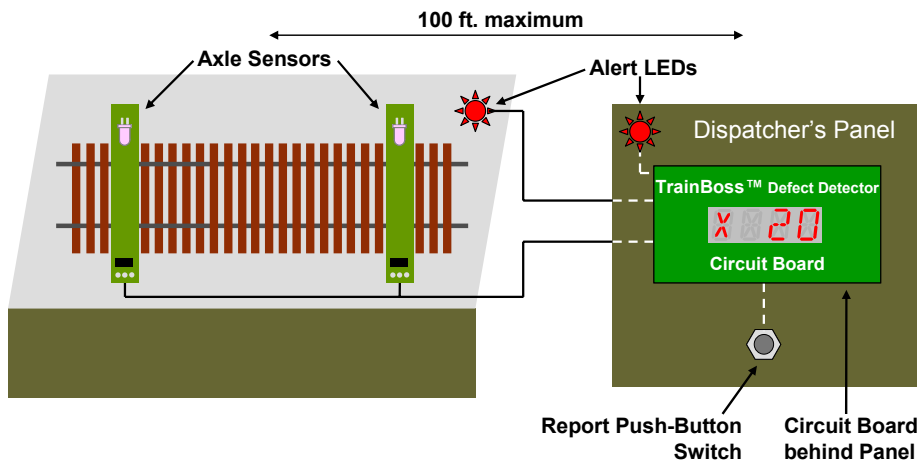 100 ft. maximum
Axle Sensors
Alert LEDs
Dispatcher’s Panel
TrainBoss™ Defect Detector
X 20
Circuit Board
Report Push-Button
Switch
Circuit Board
behind Panel